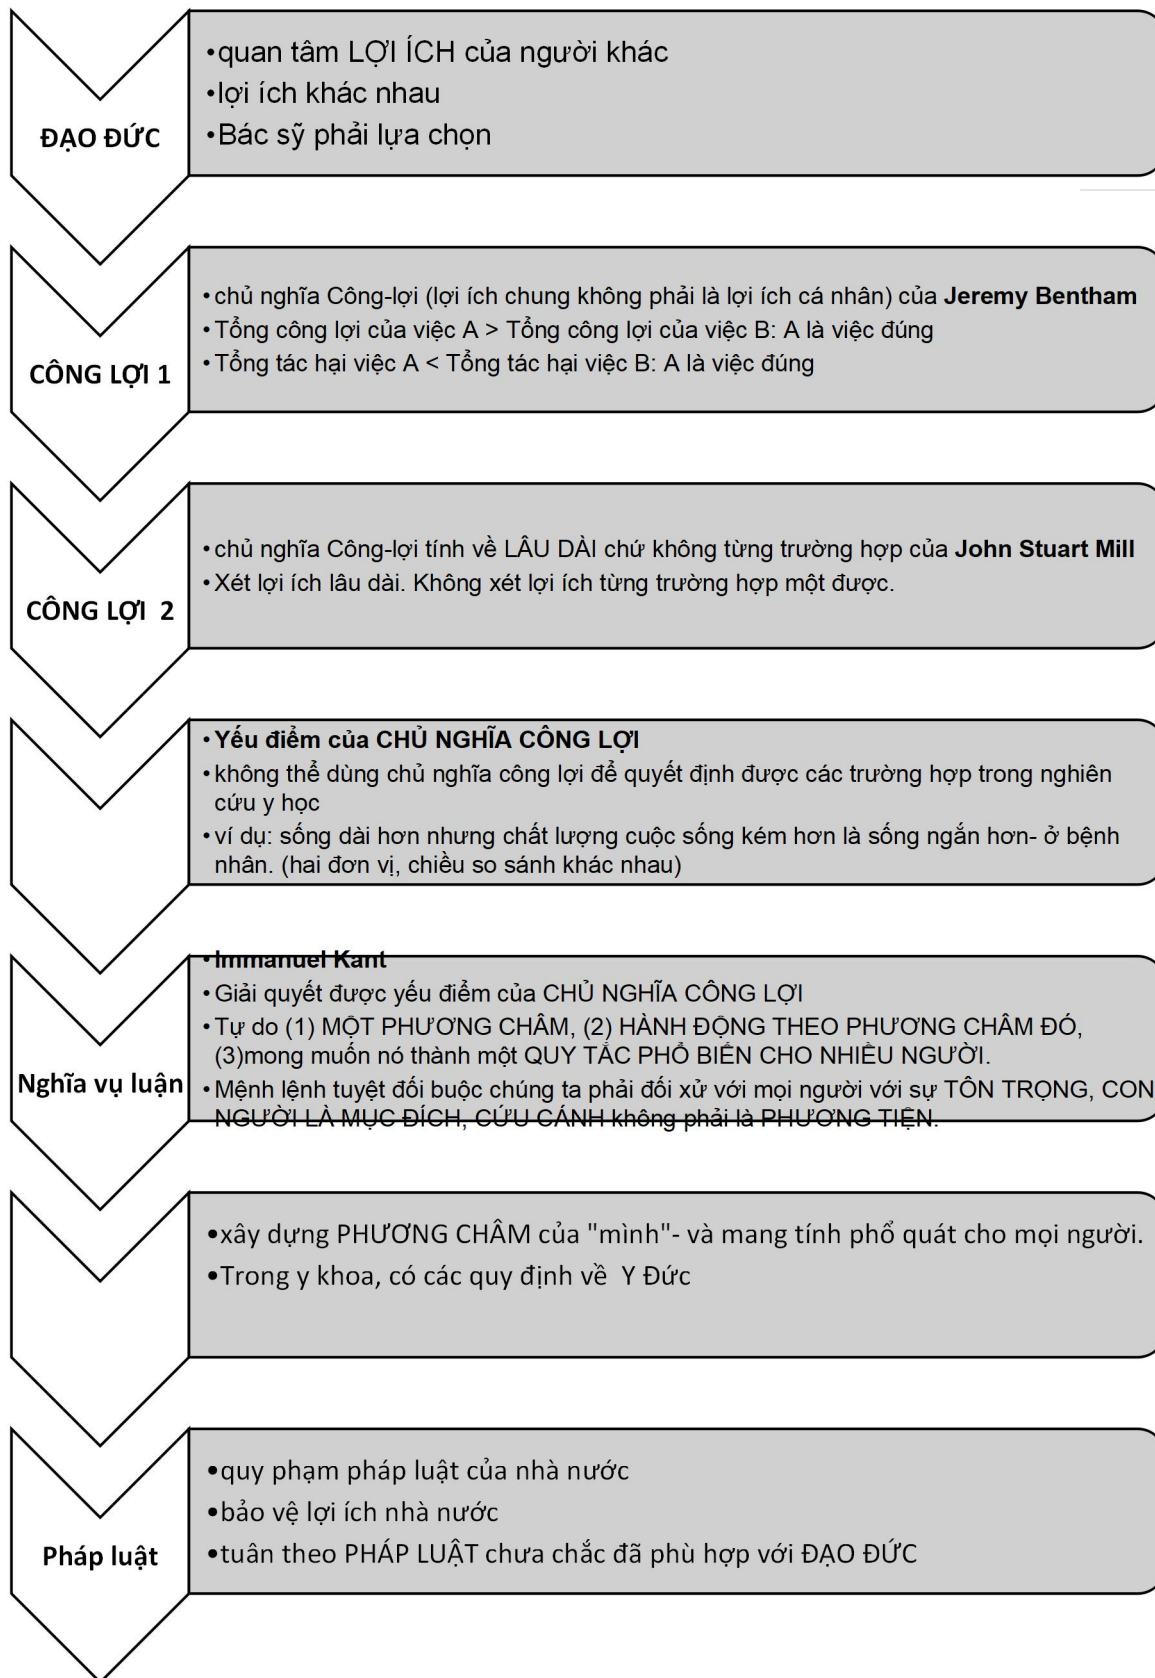 •quan tâm LỢI ÍCH của người khác
•lợi ích khác nhau
•Bác sỹ phải lựa chọn
ĐẠO ĐỨC
•chủ nghĩa Công-lợi (lợi ích chung không phải là lợi ích cá nhân) của Jeremy Bentham
•Tổng công lợi của việc A > Tổng công lợi của việc B: A là việc đúng
•Tổng tác hại việc A < Tổng tác hại việc B: A là việc đúng
CÔNG LỢI 1
•chủ nghĩa Công-lợi tính về LÂU DÀI chứ không từng trường hợp của John Stuart Mill
•Xét lợi ích lâu dài. Không xét lợi ích từng trường hợp một được.
CÔNG LỢI 2
•Yếu điểm của CHỦ NGHĨA CÔNG LỢI
•không thể dùng chủ nghĩa công lợi để quyết định được các trường hợp trong nghiên
cứu y học
•ví dụ: sống dài hơn nhưng chất lượng cuộc sống kém hơn là sống ngắn hơn- ở bệnh
nhân. (hai đơn vị, chiều so sánh khác nhau)
•Immanuel Kant
•Giải quyết được yếu điểm của CHỦ NGHĨA CÔNG LỢI
•Tự do (1) MỘT PHƯƠNG CHÂM, (2) HÀNH ĐỘNG THEO PHƯƠNG CHÂM ĐÓ,
(3)mong muốn nó thành một QUY TẮC PHỔ BIẾN CHO NHIỀU NGƯỜI.
Nghĩa vụ luận
•Mệnh lệnh tuyệt đối buộc chúng ta phải đối xử với mọi người với sự TÔN TRỌNG, CON
NGƯỜI LÀ MỤC ĐÍCH, CỨU CÁNH không phải là PHƯƠNG TIỆN.
•xây dựng PHƯƠNG CHÂM của "mình"- và mang tính phổ quát cho mọi người.
•Trong y khoa, có các quy định về Y Đức
•quy phạm pháp luật của nhà nước
•bảo vệ lợi ích nhà nước
•tuân theo PHÁP LUẬT chưa chắc đã phù hợp với ĐẠO ĐỨC
Pháp luật